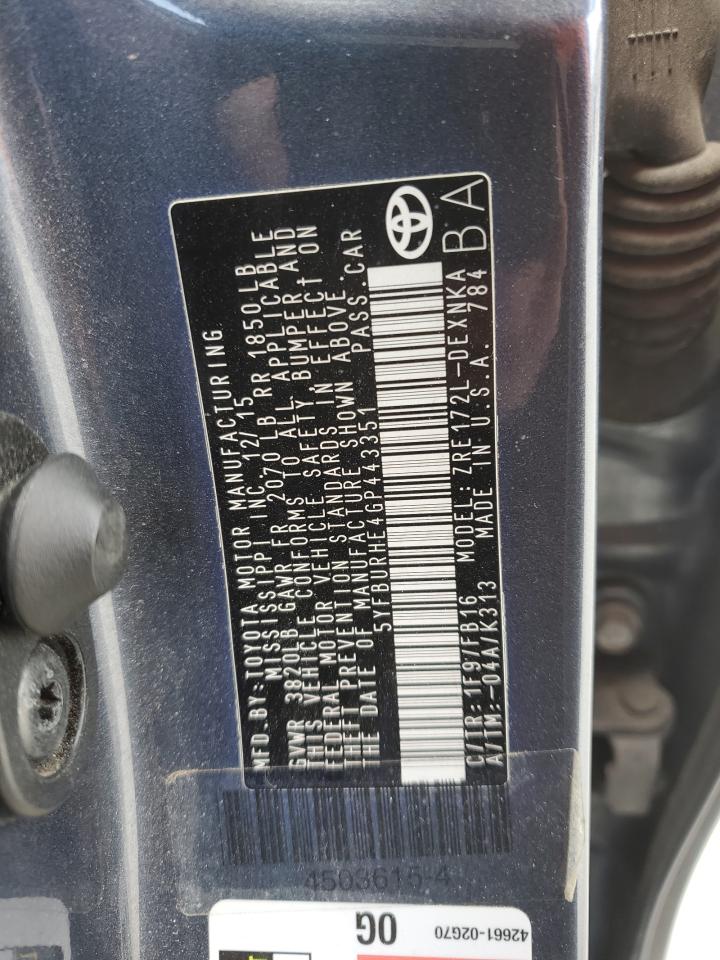 MFD.BY:TOYOTA MOTOR MANUFACTURING
MISSISSIPPI INC. 12/15
GVWR 3820LB GAWR FR 2070 LB RR 1850 LB
THIS VEHICLE CONFORMS TO ALL APPLICABLE
FEDERAL MOTOR VEHICLE SAFETY, BUMPER AND
THEFT PREVENTION STANDARDS IN EFFECT ON
THE DATE OF MANUFACTURE SHOWN ABOVE.
5YFBURHE4GP443351 PASS.CAR
C/TR:1F97/FB16 MODEL:ZRE172L-DEXNKA
A/TM:-04A/K313 MADE IN U.S.A. 784
BA
4503615-4
OG
42661-02G70